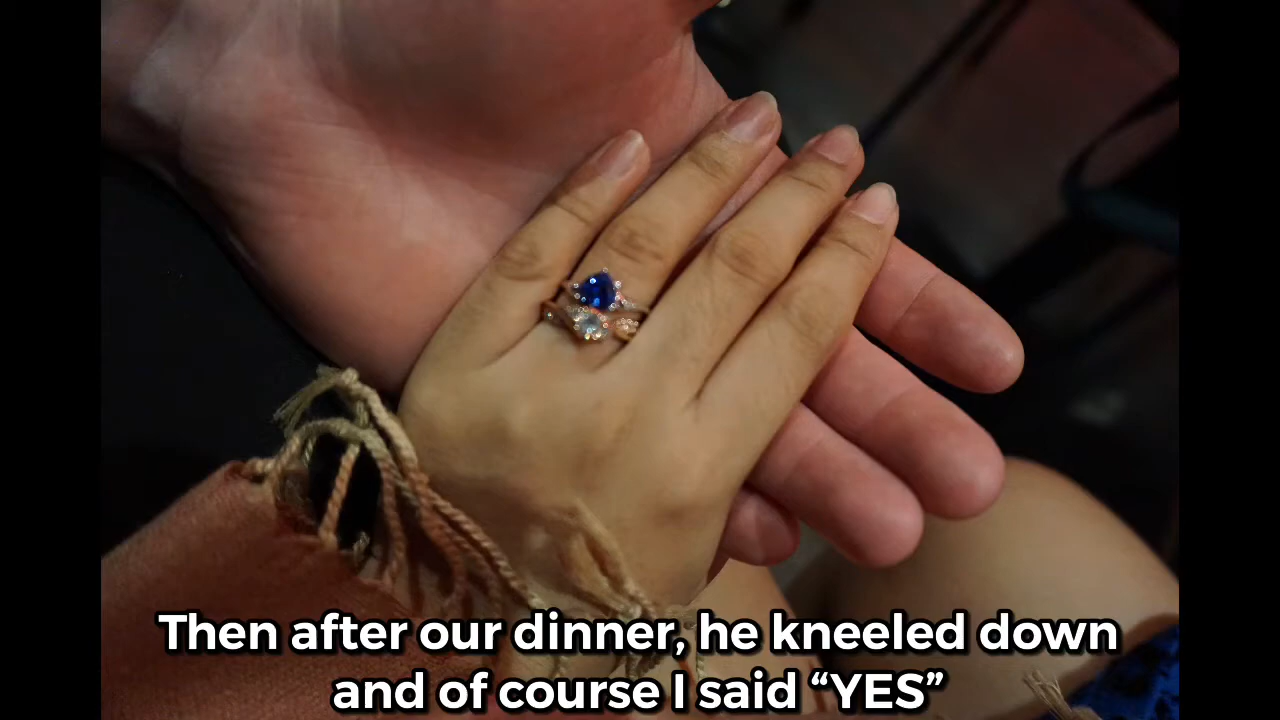 Then after our dinner, he kneeled down
and of course I said “YES”